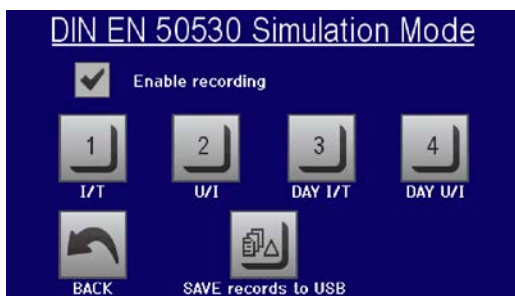 DIN EN 50530 Simulation Mode
Enable recording
1 2 3 4
I/T U/I DAY I/T DAY U/I
BACK SAVE records to USB